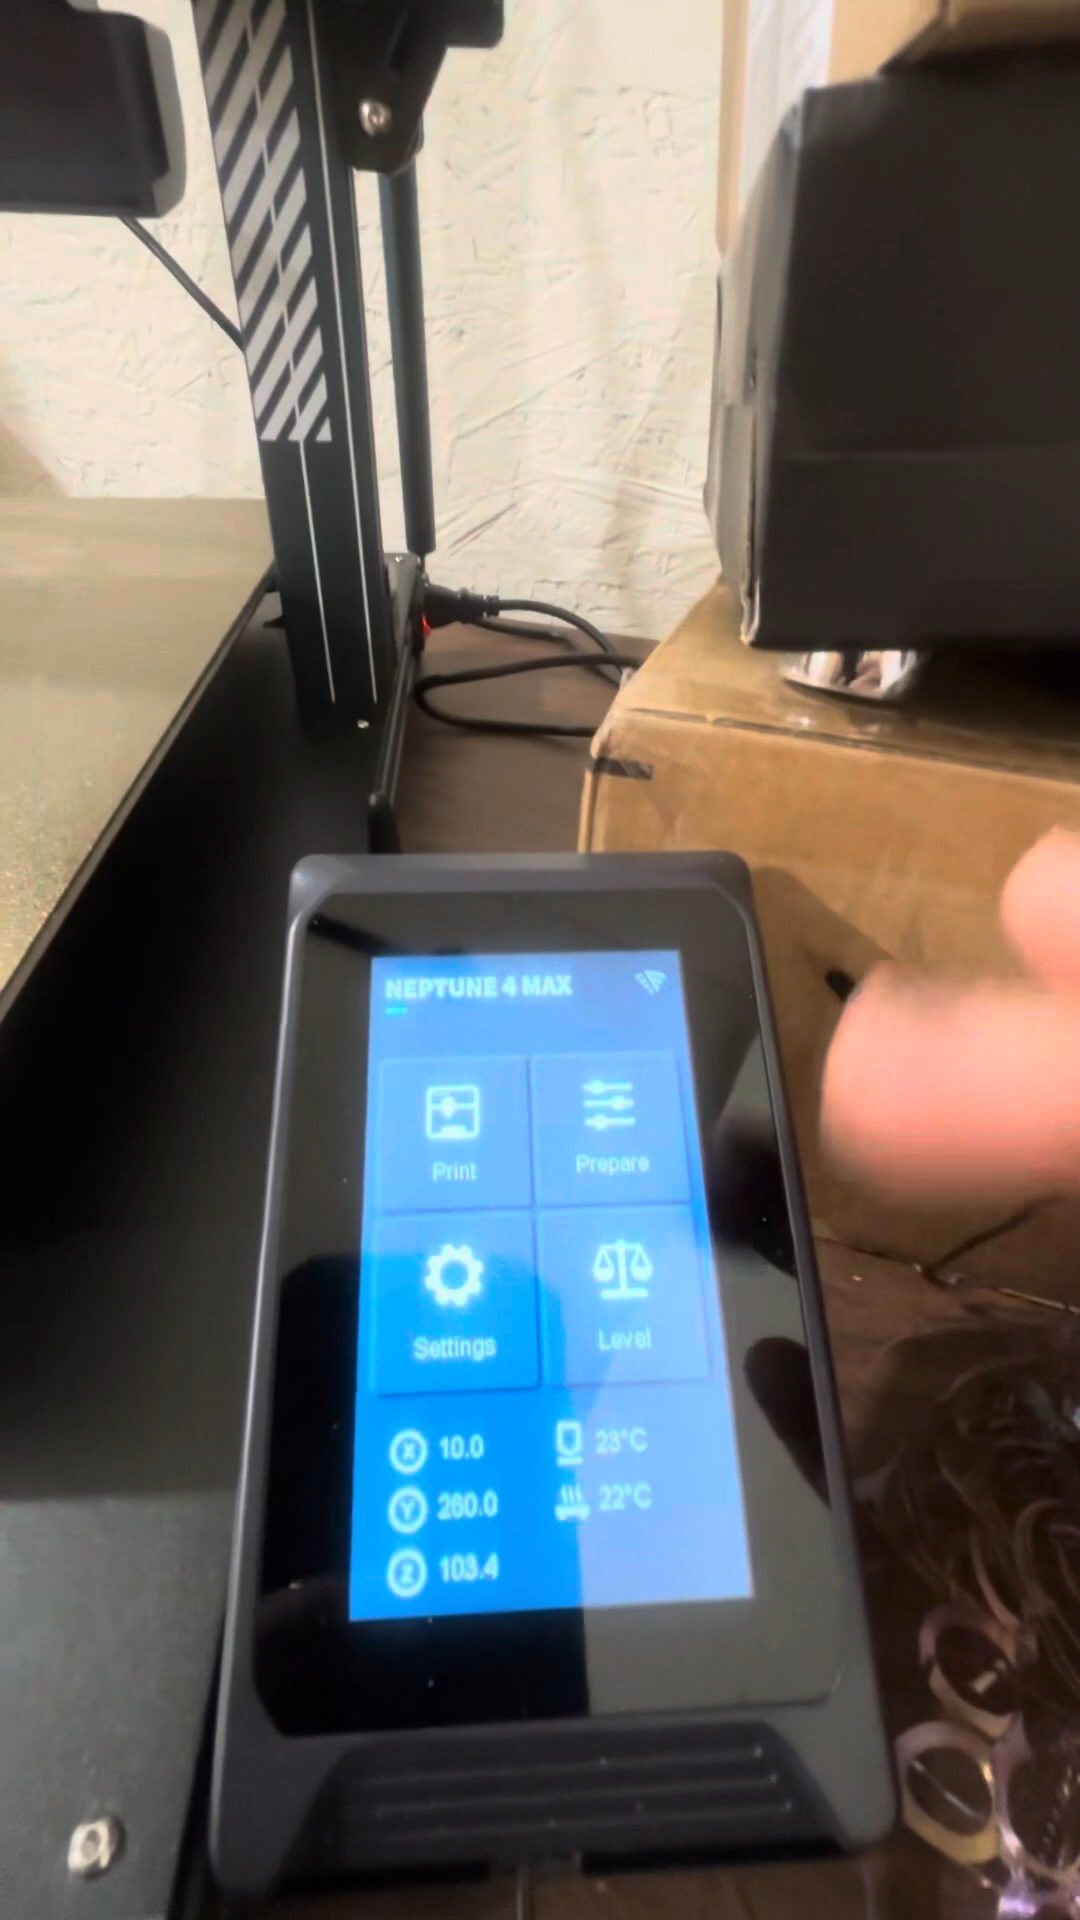 NEPTUNE 4 MAX
Print
Prepare
Settings
Level
X 10.0
23°C
Y 260.0
22°C
Z 103.4